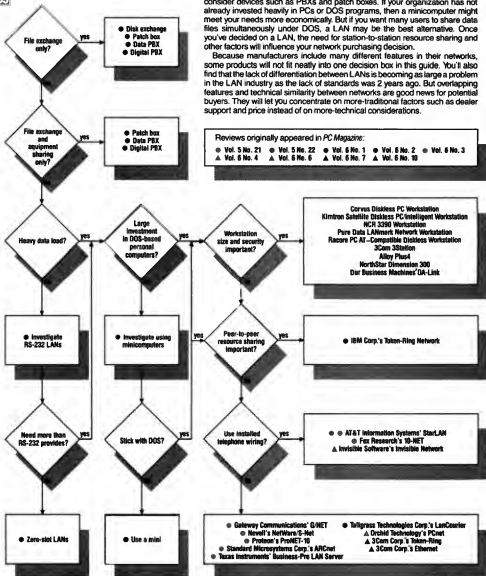 consider devices such as PBXs and patch boxes. If your organization has not
already invested heavily in PCs or DOS programs, then a minicomputer might
meet your needs more economically. But if you want many users to share data
files simultaneously under DOS, a LAN may be the best alternative. Once
you've decided on a LAN, the need for station-to-station resource sharing and
other factors will influence your network purchasing decision.
Because manufacturers include many different features in their networks,
some products will not fit neatly into one decision box in this guide. You'll also
find that the lack of differentiation between LANs is becoming as large a problem
in the LAN industry as the lack of standards was 2 years ago. But overlapping
features and technical similarity between networks are good news for potential
buyers. They will let you concentrate on more-traditional factors such as dealer
support and price instead of on more-technical considerations.
Reviews originally appeared in PC Magazine:
● Vol. 5 No. 21 ● Vol. 5 No. 22 ● Vol. 6 No. 1 ● Vol. 6 No. 2 ● Vol. 6 No. 3
▲ Vol. 6 No. 4 ▲ Vol. 6 No. 6 ▲ Vol. 6 No. 7 ▲ Vol. 6 No. 10
File exchange
only?
yes
● Disk exchange
● Patch box
● Data PBX
● Digital PBX
File exchange
and
equipment
sharing
only?
yes
● Patch box
● Data PBX
● Digital PBX
Heavy data load?
yes
Large
investment
in DOS-based
personal
computers?
yes
Workstation
size and security
important?
yes
Corvus Diskless PC Workstation
Kimtron Satellite Diskless PC/Intelligent Workstation
NCR 3390 Workstation
Pure Data LANmark Network Workstation
Racore PC AT–Compatible Diskless Workstation
3Com 3Station
Alloy Plus4
NorthStar Dimension 300
Our Business Machines' OA-Link
● Investigate
RS-232 LANs
● Investigate using
minicomputers
yes
Peer-to-peer
resource sharing
important?
yes
● IBM Corp.'s Token-Ring Network
Need more than
RS-232 provides?
yes
Stick with DOS?
yes
Use installed
telephone wiring?
yes
● ● AT&T Information Systems' StarLAN
● Fox Research's 10-NET
▲ Invisible Software's Invisible Network
● Zero-slot LANs
● Use a mini
● Gateway Communications' G/NET
● Novell's NetWare/S-Net
● Proteon's ProNET-10
● Standard Microsystems Corp.'s ARCnet
● Texas Instruments' Business-Pro LAN Server
● Tallgrass Technologies Corp.'s LanCourier
▲ Orchid Technology's PCnet
▲ 3Com Corp.'s Token-Ring
▲ 3Com Corp.'s Ethernet